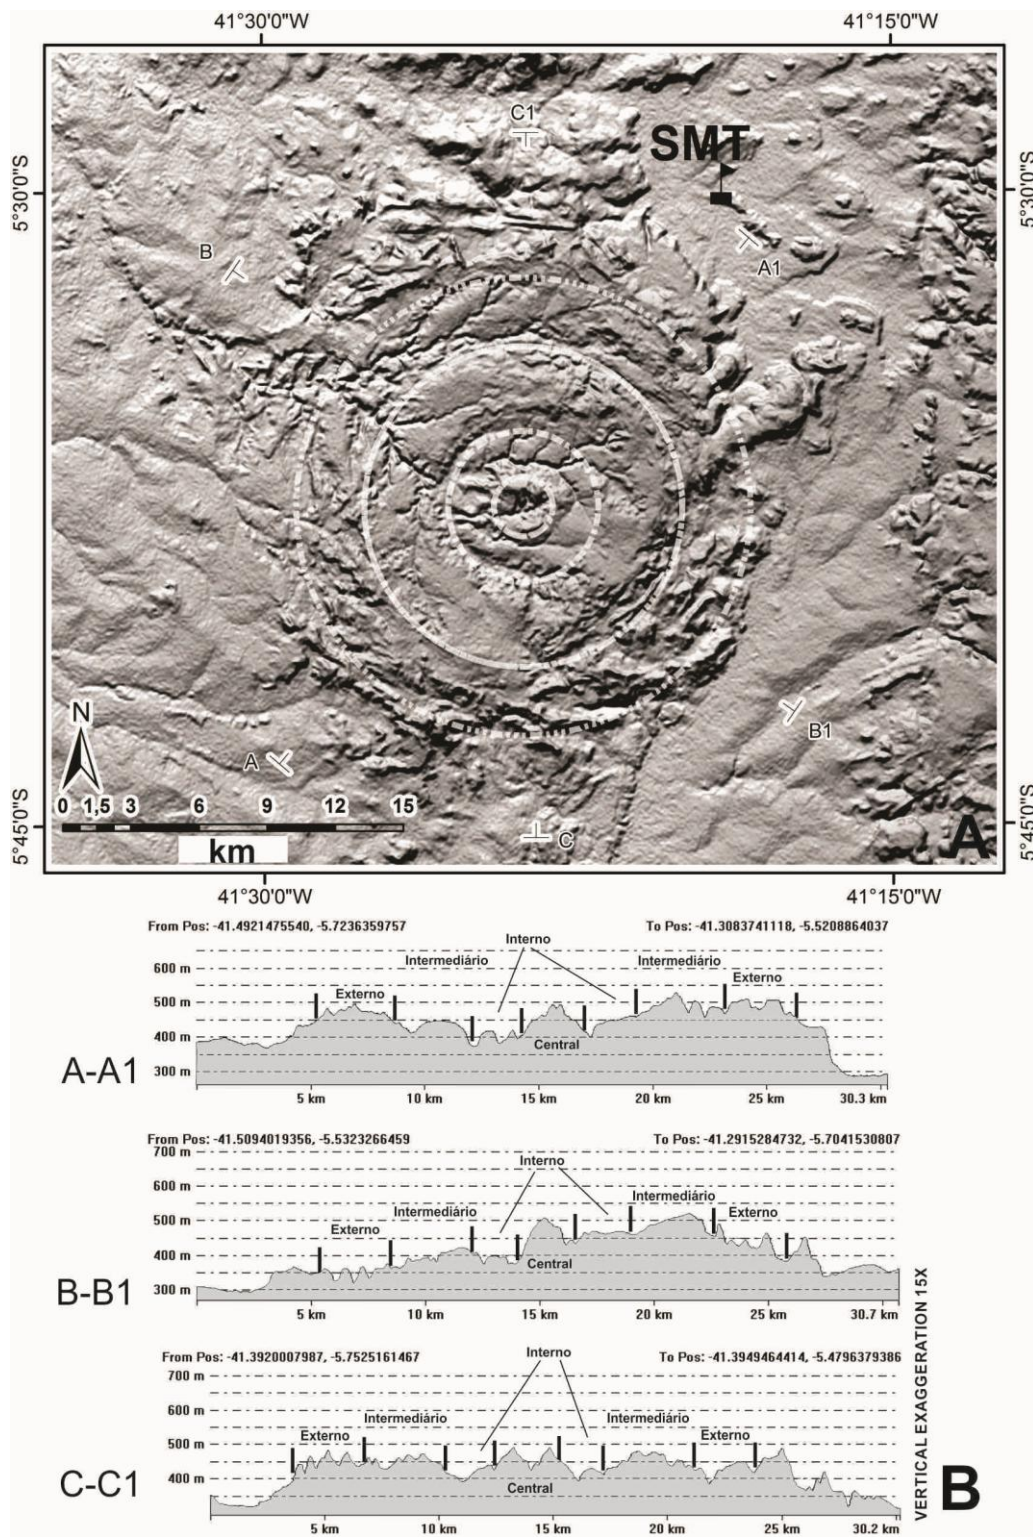 41°30'0"W 41°15'0"W
C1
SMT
5°30'0"S 5°30'0"S
B
A1
N
B1
A
0 1,5 3 6 9 12 15
C
km
A
5°45'0"S 5°45'0"S
41°30'0"W 41°15'0"W
From Pos: -41.4921475540, -5.7236359757 To Pos: -41.3083741118, -5.5208864037
Interno
Intermediário Intermediário
600 m
Externo Externo
500 m
400 m
Central
A-A1
300 m
5 km 10 km 15 km 20 km 25 km 30.3 km
From Pos: -41.5094019356, -5.5323266459 To Pos: -41.2915284732, -5.7041530807
700 m
Interno
600 m
Intermediário Intermediário
Externo Externo
500 m
400 m
Central
B-B1
300 m
5 km 10 km 15 km 20 km 25 km 30.7 km
From Pos: -41.3920007987, -5.7525161467 To Pos: -41.3949464414, -5.4796379386
Interno
700 m
600 m
Intermediário Intermediário
Externo Externo
500 m
400 m
Central
C-C1
5 km 10 km 15 km 20 km 25 km 30.2 km
VERTICAL EXAGGERATION 15X
B